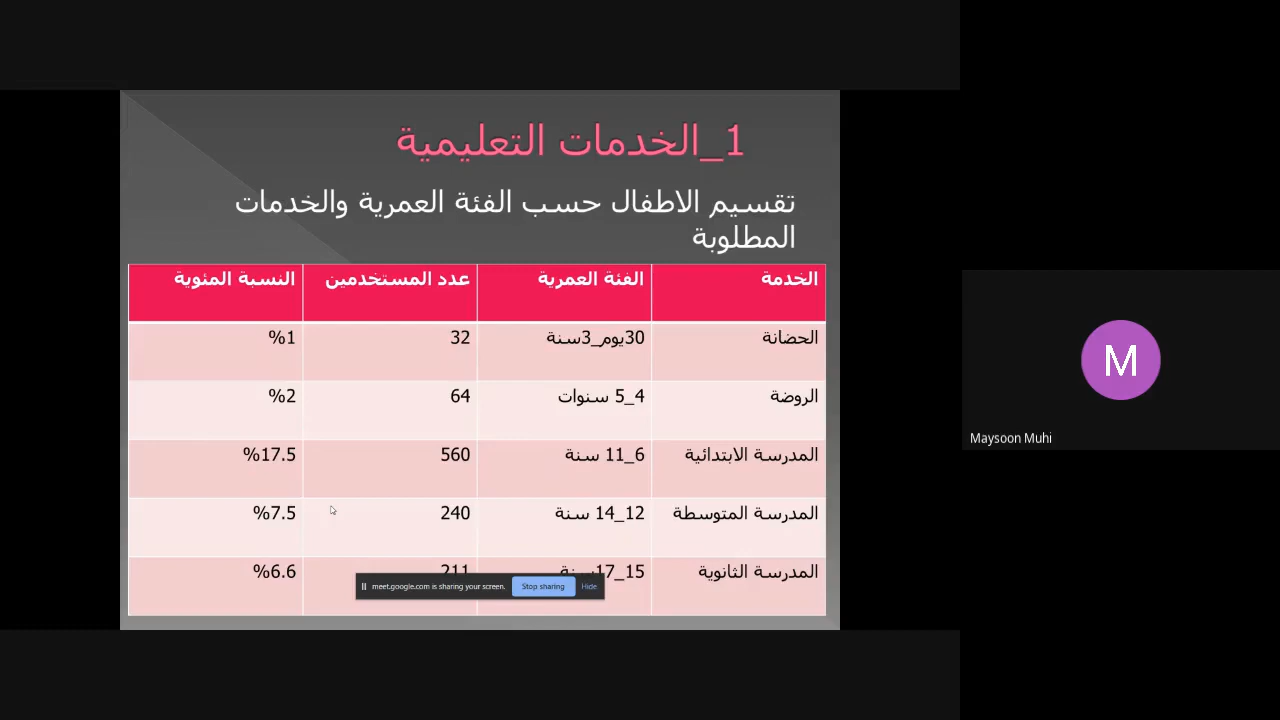 1_الخدمات التعليمية
تقسيم الاطفال حسب الفئة العمرية والخدمات
المطلوبة
الخدمة الفئة العمرية عدد المستخدمين النسبة المئوية
الحضانة 30يوم_3سنة 32 1%
الروضة 4_5 سنوات 64 2%
المدرسة الابتدائية 6_11 سنة 560 17.5%
المدرسة المتوسطة 12_14 سنة 240 7.5%
المدرسة الثانوية 15_17سنة 211 6.6%
meet.google.com is sharing your screen. Stop sharing Hide
M
Maysoon Muhi